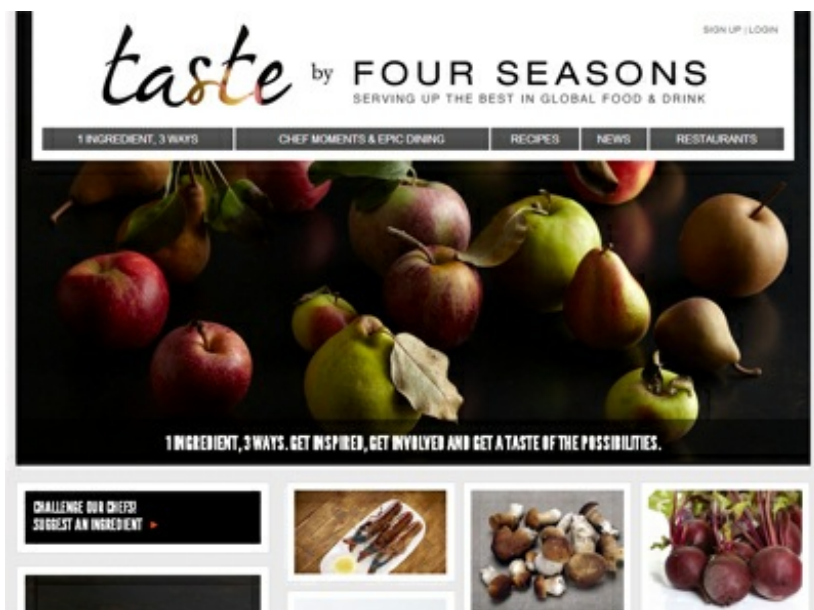 SIGN UP | LOGIN
taste by FOUR SEASONS
SERVING UP THE BEST IN GLOBAL FOOD & DRINK
1 INGREDIENT, 3 WAYS
CHEF MOMENTS & EPIC DINING
RECIPES
NEWS
RESTAURANTS
1 INGREDIENT, 3 WAYS. GET INSPIRED, GET INVOLVED AND GET A TASTE OF THE POSSIBILITIES.
CHALLENGE OUR CHEFS!
SUGGEST AN INGREDIENT